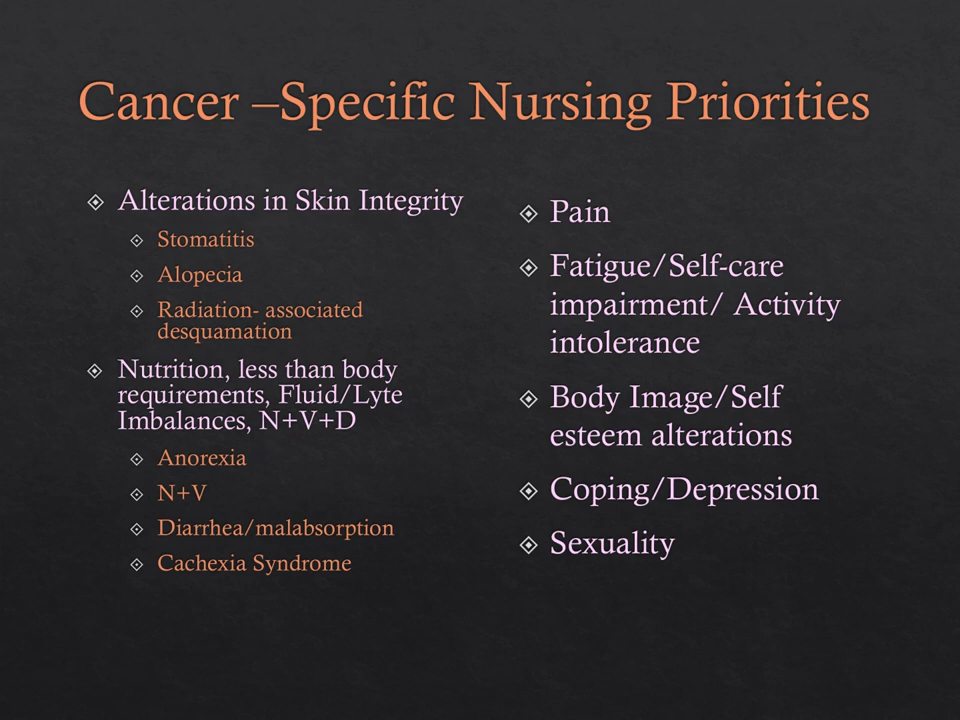 Cancer –Specific Nursing Priorities
Alterations in Skin Integrity
Stomatitis
Alopecia
Radiation- associated
desquamation
Nutrition, less than body
requirements, Fluid/Lyte
Imbalances, N+V+D
Anorexia
N+V
Diarrhea/malabsorption
Cachexia Syndrome
Pain
Fatigue/Self-care
impairment/ Activity
intolerance
Body Image/Self
esteem alterations
Coping/Depression
Sexuality